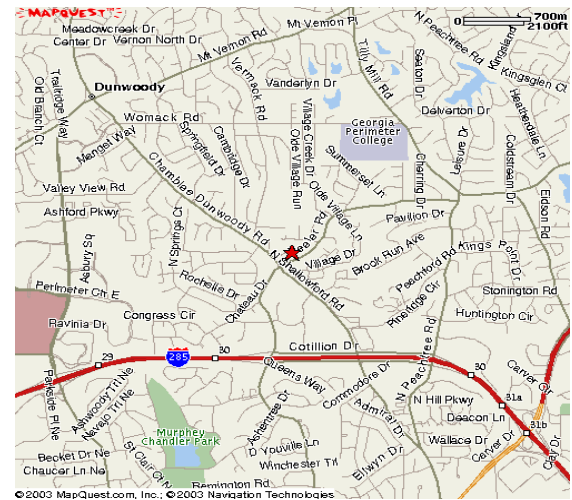 MAPQUEST
700m
2100ft
Meadowcreek Dr
Center Dr
Vernon North Dr
Mt Vernon Rd
Mt Vernon Pl
N Peachtree Rd
Kingsland
Kingsglen Ct
Trailridge Way
Old Branch Ct
Dunwoody
Vermack Rd
Vanderlyn Dr
Tilly Mill Rd
Seaton Dr
Delverton Dr
Heatherdale Ln
Womack Rd
Mangel Way
Springfield Dr
Cambridge Dr
Olde Village Run
Village Creek Dr
Georgia
Perimeter
College
Summerset Ln
Cherring Dr
Leisure Dr
Coldstream Dr
Eidson Rd
Valley View Rd
Ashford Pkwy
Chamblee Dunwoody Rd
Olde Village Ln
Peeler Rd
Pavilion Dr
Asbury Sq
N Springs Ct
N Shallowford Rd
Village Dr
Brook Run Ave
Peachford Rd
Kings Point Dr
Perimeter Ctr E
Rochelle Dr
Chateau Dr
Pineridge Cir
Stonington Rd
Ravinia Dr
Congress Cir
Huntington Cir
29
285
30
Cotillion Dr
N Peachtree Rd
30
Carver Cir
Parkside Pl Ne
Ashwoody Trl Ne
Navajo Trl Ne
Queens Way
Commodore Dr
Admiral Dr
N Hill Pkwy
31a
Deacon Ln
31b
Murphey
Chandler Park
Ashentree Dr
D Youville Ln
Winchester Trl
Ellwyn Dr
Wallace Dr
Carver Dr
Clay Dr
Becket Dr Ne
Chaucer Ln Ne
St Clair Ct Ne
Remington Rd
©2003 MapQuest.com, Inc.; ©2003 Navigation Technologies